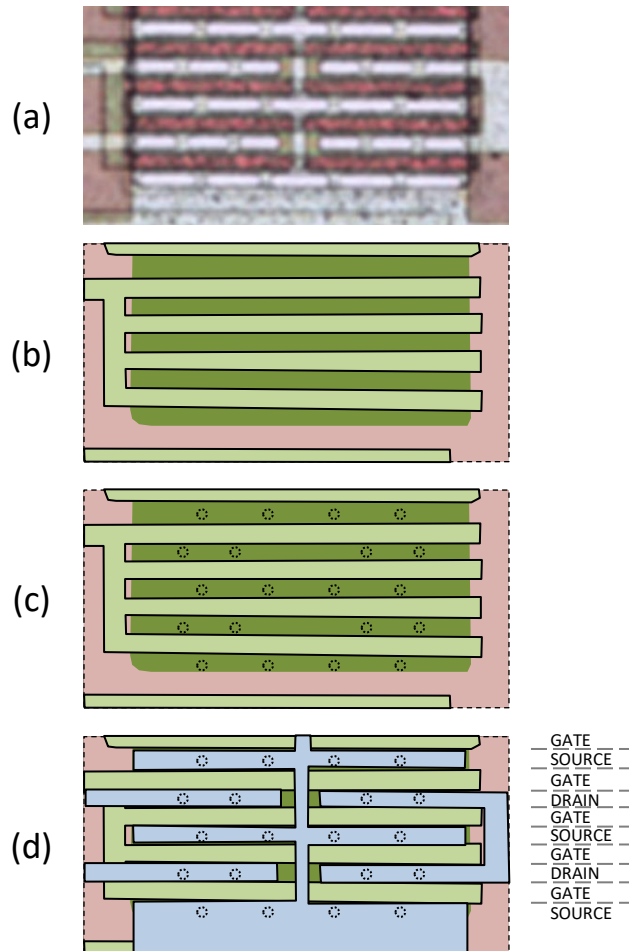 (a)
(b)
(c)
(d)
GATE
SOURCE
GATE
DRAIN
GATE
SOURCE
GATE
DRAIN
GATE
SOURCE